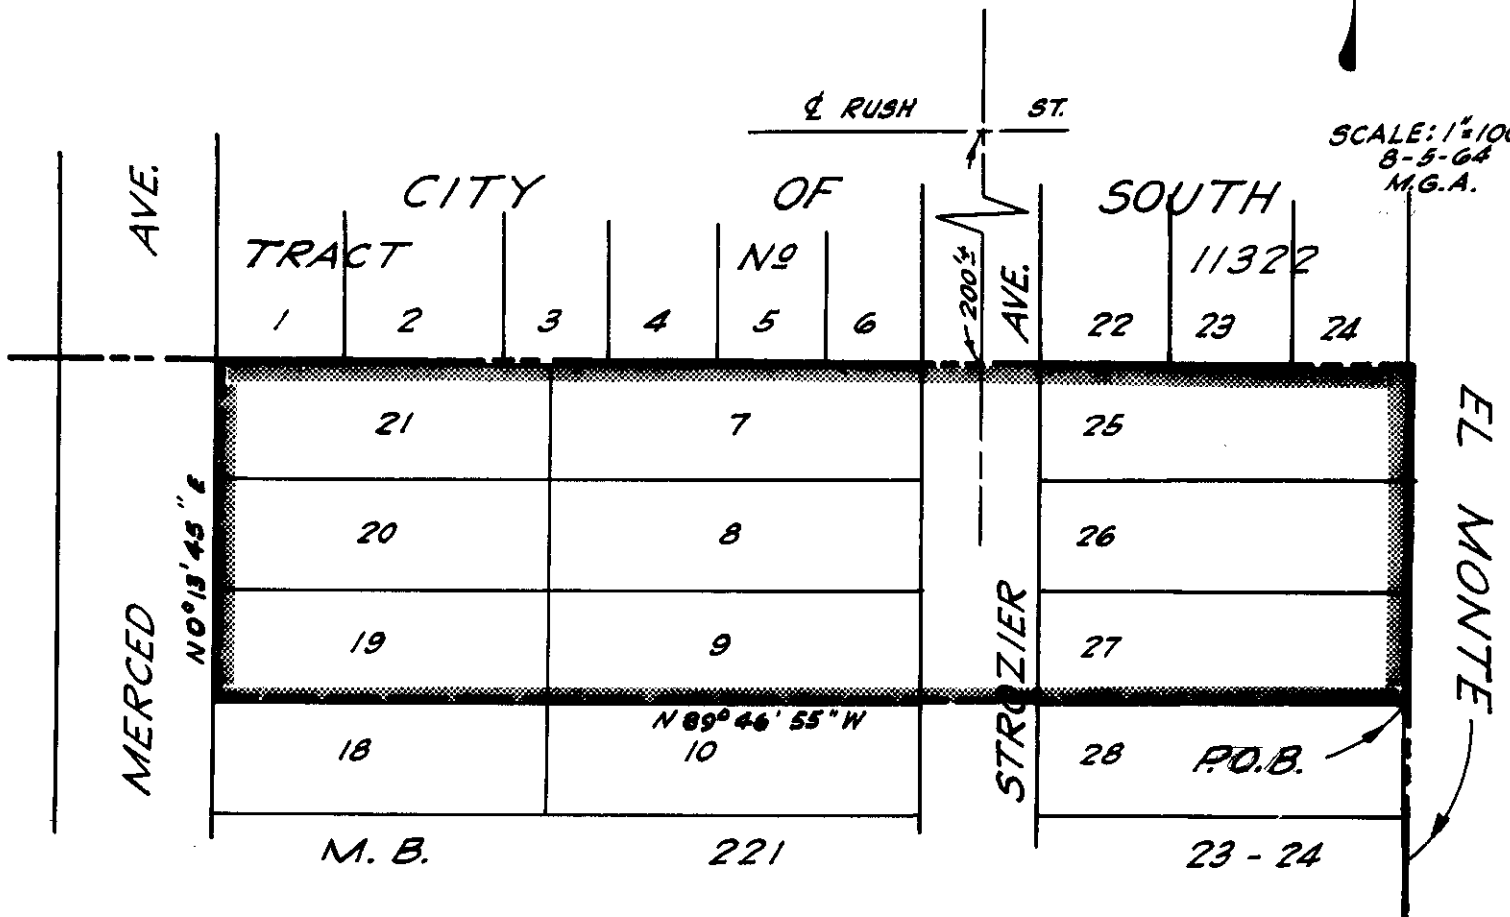 ℄ RUSH ST.
SCALE: 1"=100
8-5-64
M.G.A.
AVE.
CITY OF SOUTH
TRACT Nº 11322
200'±
AVE.
1 2 3 4 5 6 22 23 24
21 7 25
EL MONTE
20 8 26
N 0° 13' 45" E
MERCED
STROZIER
19 9 27
N 89° 46' 55" W
18 10 28 P.O.B.
M. B. 221 23 - 24